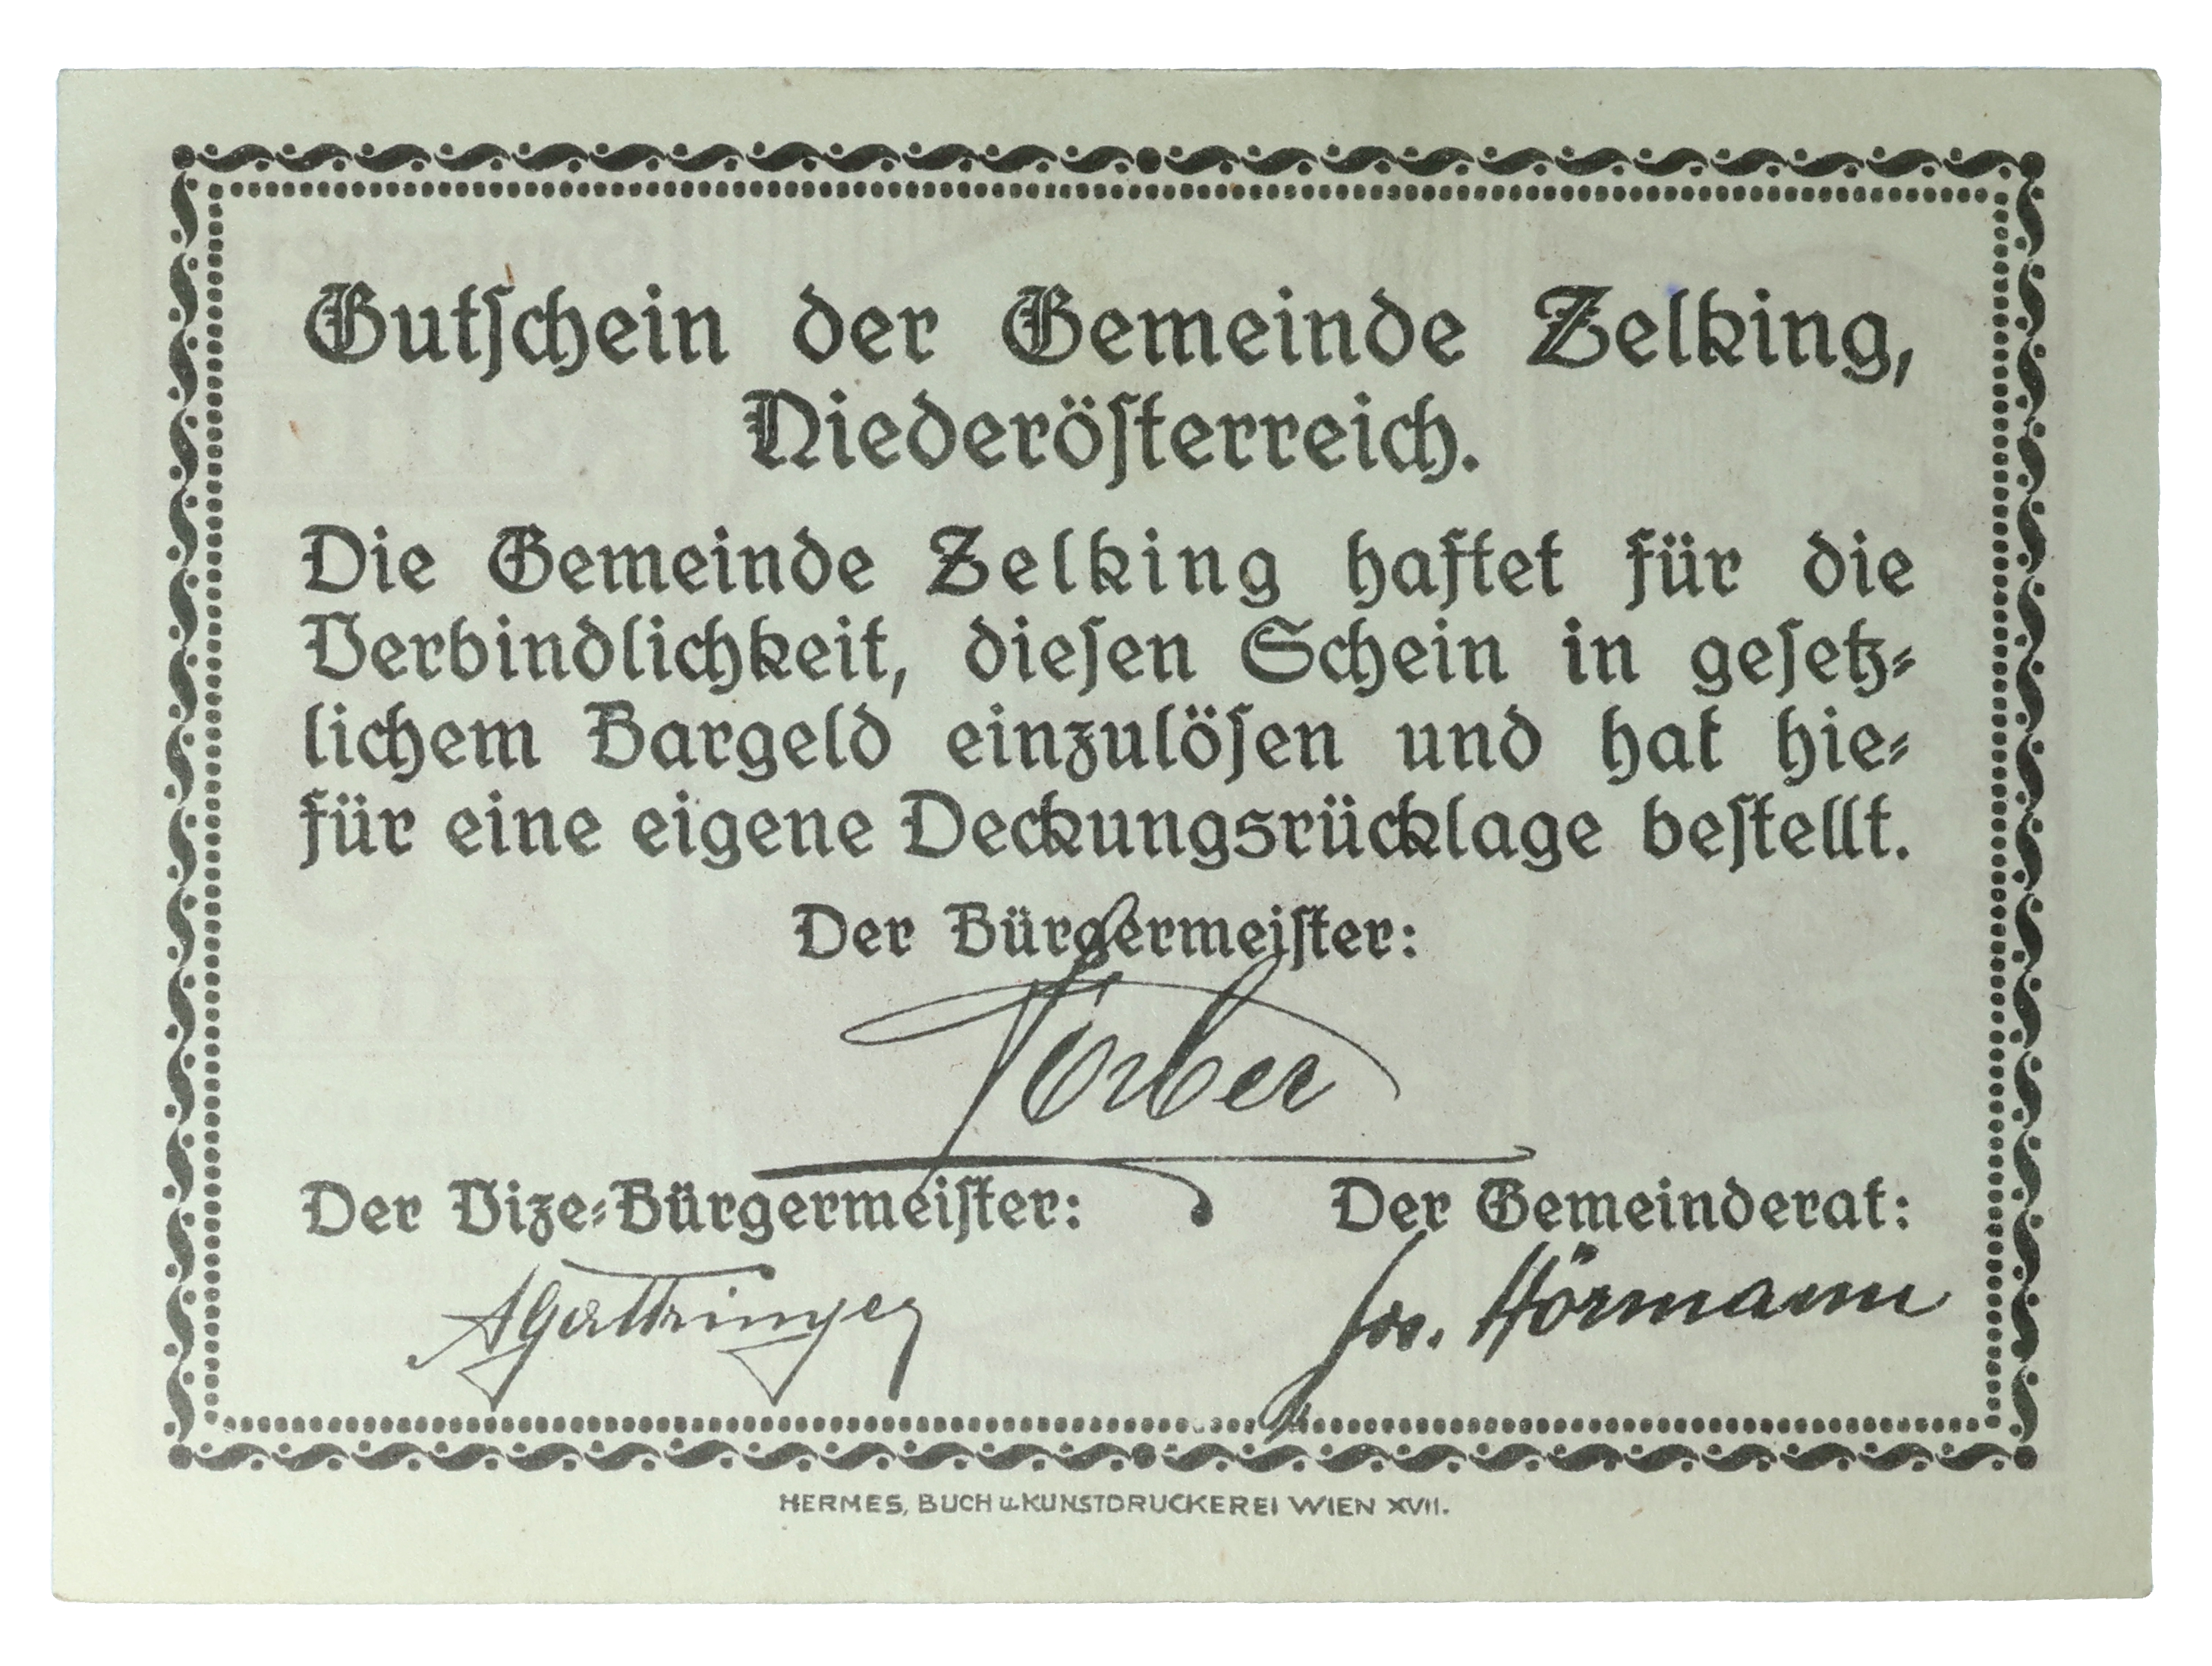 Gutschein der Gemeinde Zelking,
Niederösterreich.
Die Gemeinde Zelking haftet für die
Verbindlichkeit, diesen Schein in gesetz-
lichem Bargeld einzulösen und hat hie-
für eine eigene Deckungsrücklage bestellt.
Der Bürgermeister:
Der Vize-Bürgermeister: Der Gemeinderat:
Jos. Hörmann
HERMES, BUCH u. KUNSTDRUCKEREI WIEN XVII.